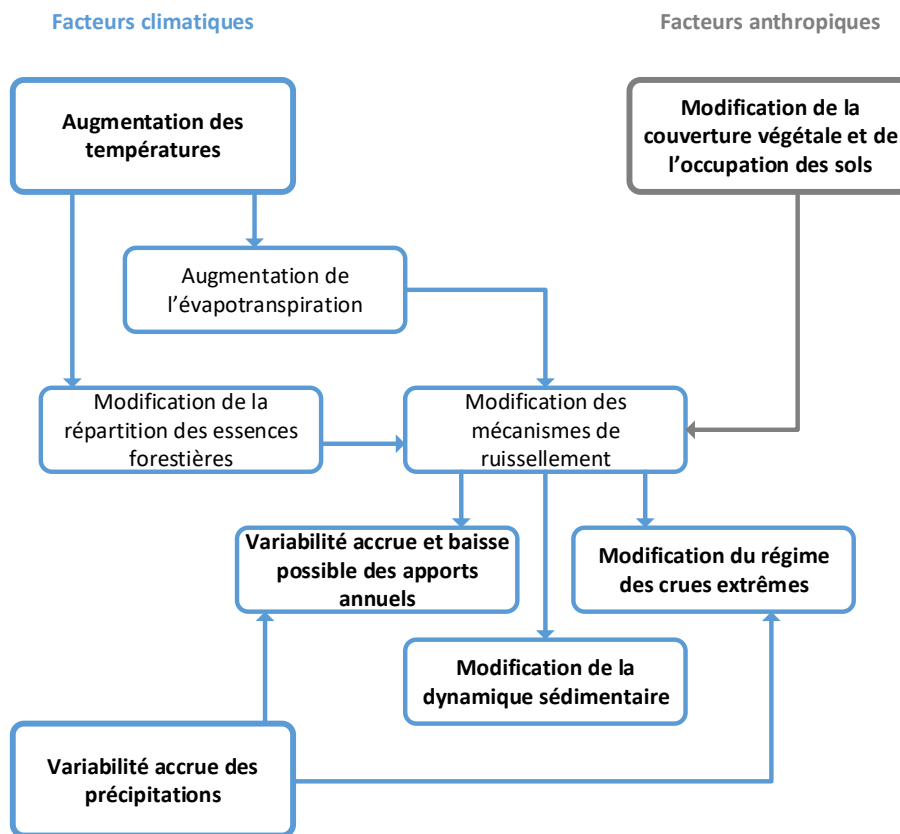 Facteurs climatiques
Facteurs anthropiques
Augmentation des
températures
Modification de la
couverture végétale et de
l’occupation des sols
Augmentation de
l’évapotranspiration
Modification de la
répartition des essences
forestières
Modification des
mécanismes de
ruissellement
Variabilité accrue et baisse
possible des apports
annuels
Modification du régime
des crues extrêmes
Modification de la
dynamique sédimentaire
Variabilité accrue des
précipitations